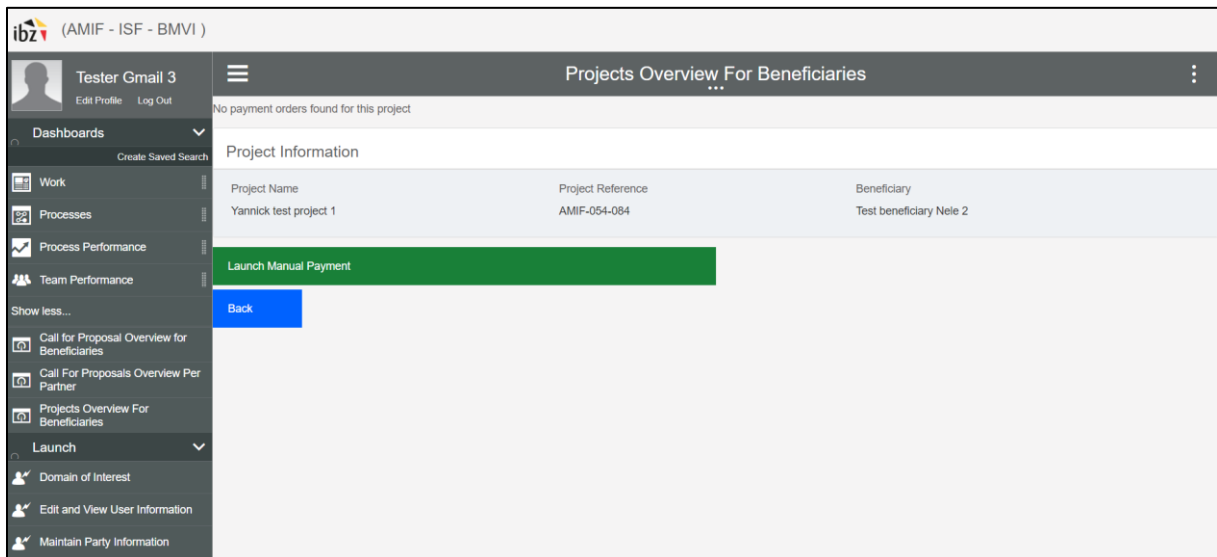 ibz (AMIF - ISF - BMVI )
Tester Gmail 3
Edit Profile Log Out
Dashboards
Create Saved Search
Work
Processes
Process Performance
Team Performance
Show less...
Call for Proposal Overview for
Beneficiaries
Call For Proposals Overview Per
Partner
Projects Overview For
Beneficiaries
Launch
Domain of Interest
Edit and View User Information
Maintain Party Information
Projects Overview For Beneficiaries
...
No payment orders found for this project
Project Information
Project Name Project Reference Beneficiary
Yannick test project 1 AMIF-054-084 Test beneficiary Nele 2
Launch Manual Payment
Back